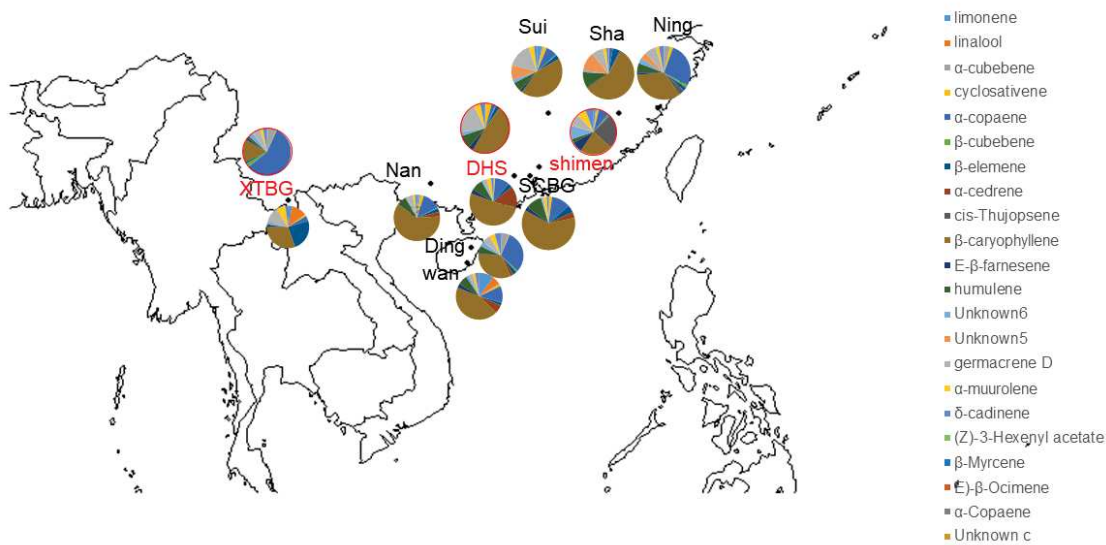 Sui
Sha
Ning
XTBG
Nan
DHS
shimen
SCBG
Ding
wan
limonene
linalool
α-cubebene
cyclosativene
α-copaene
β-cubebene
β-elemene
α-cedrene
cis-Thujopsene
β-caryophyllene
E-β-farnesene
humulene
Unknown6
Unknown5
germacrene D
α-muurolene
δ-cadinene
(Z)-3-Hexenyl acetate
β-Myrcene
E)-β-Ocimene
α-Copaene
Unknown c